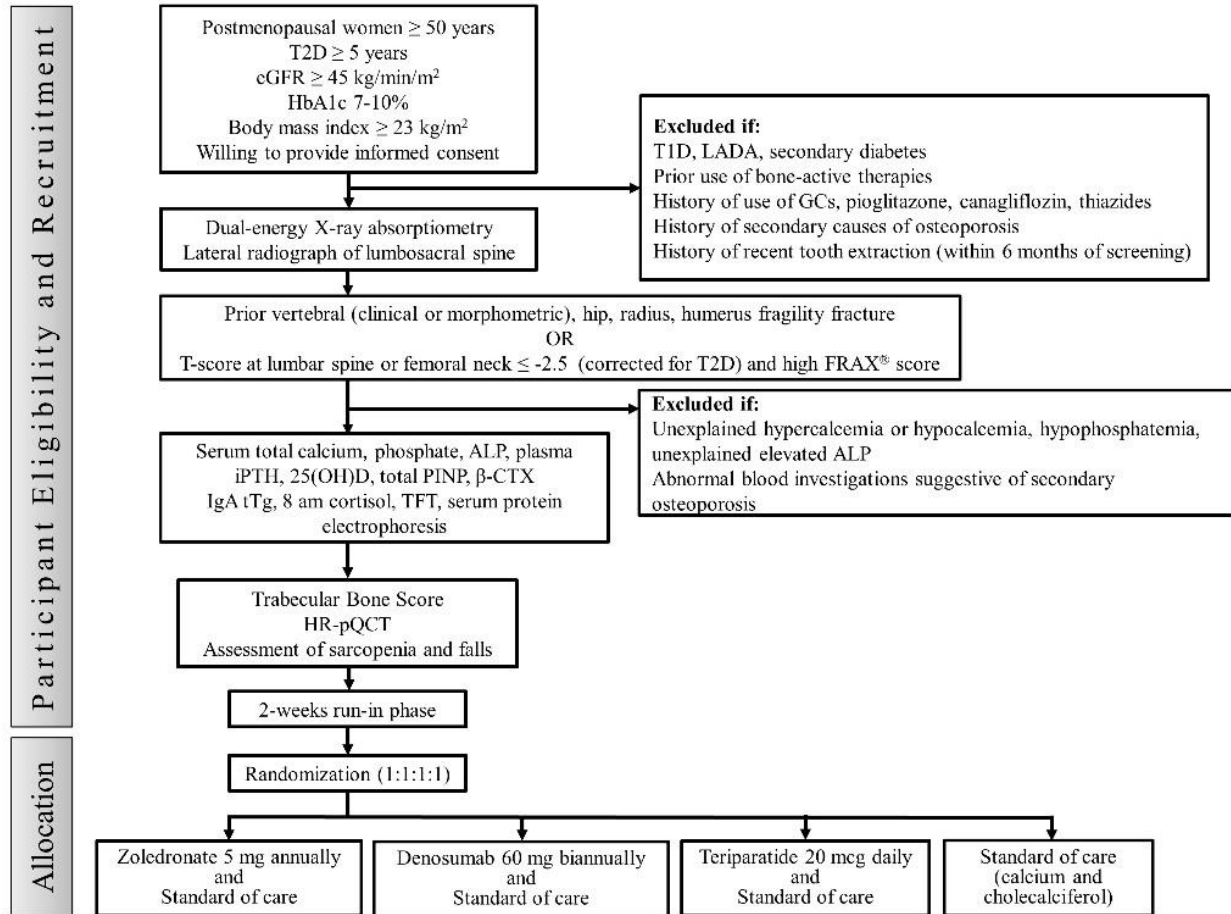 Participant Eligibility and Recruitment
Postmenopausal women ≥ 50 years
T2D ≥ 5 years
eGFR ≥ 45 kg/min/m²
HbA1c 7-10%
Body mass index ≥ 23 kg/m²
Willing to provide informed consent
Excluded if:
T1D, LADA, secondary diabetes
Prior use of bone-active therapies
History of use of GCs, pioglitazone, canagliflozin, thiazides
History of secondary causes of osteoporosis
History of recent tooth extraction (within 6 months of screening)
Dual-energy X-ray absorptiometry
Lateral radiograph of lumbosacral spine
Prior vertebral (clinical or morphometric), hip, radius, humerus fragility fracture
OR
T-score at lumbar spine or femoral neck ≤ -2.5 (corrected for T2D) and high FRAX® score
Excluded if:
Unexplained hypercalcemia or hypocalcemia, hypophosphatemia,
unexplained elevated ALP
Abnormal blood investigations suggestive of secondary
osteoporosis
Serum total calcium, phosphate, ALP, plasma
iPTH, 25(OH)D, total PINP, β-CTX
IgA tTg, 8 am cortisol, TFT, serum protein
electrophoresis
Trabecular Bone Score
HR-pQCT
Assessment of sarcopenia and falls
2-weeks run-in phase
Allocation
Randomization (1:1:1:1)
Zoledronate 5 mg annually
and
Standard of care
Denosumab 60 mg biannually
and
Standard of care
Teriparatide 20 mcg daily
and
Standard of care
Standard of care
(calcium and
cholecalciferol)